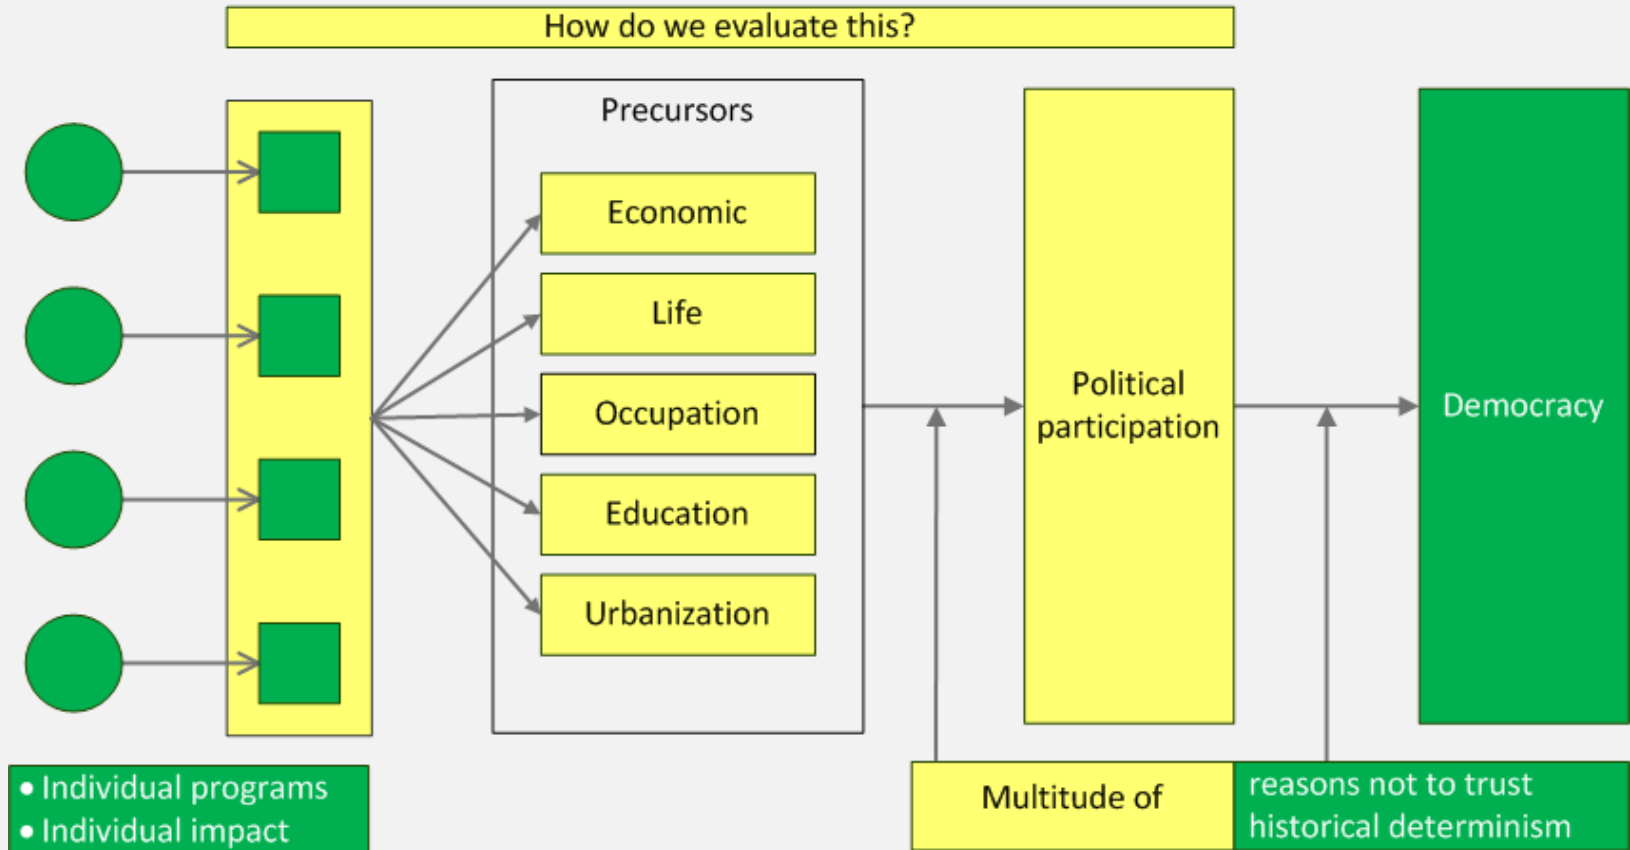 How do we evaluate this?
Precursors
Economic
Life
Occupation
Education
Urbanization
Political
participation
Democracy
• Individual programs
• Individual impact
Multitude of
reasons not to trust
historical determinism